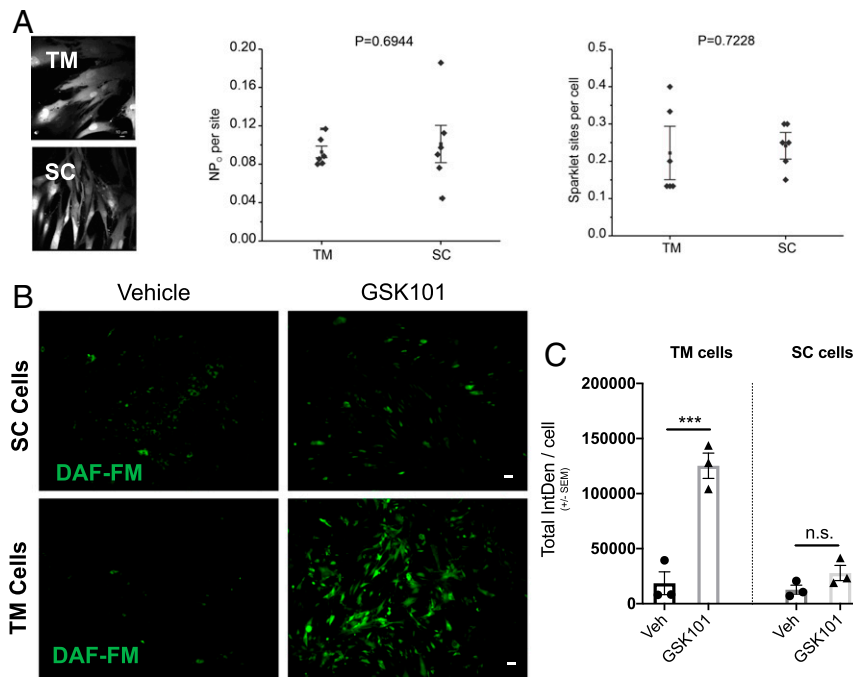 A
TM
SC
P=0.6944
NPO per site
0.20
0.16
0.12
0.08
0.04
0.00
TM
SC
P=0.7228
Sparklet sites per cell
0.5
0.4
0.3
0.2
0.1
0.0
TM
SC
B
Vehicle
GSK101
SC Cells
DAF-FM
TM Cells
DAF-FM
C
TM cells
SC cells
Total IntDen / cell
(+/- SEM)
200000
150000
100000
50000
0
***
n.s.
Veh
GSK101
Veh
GSK101